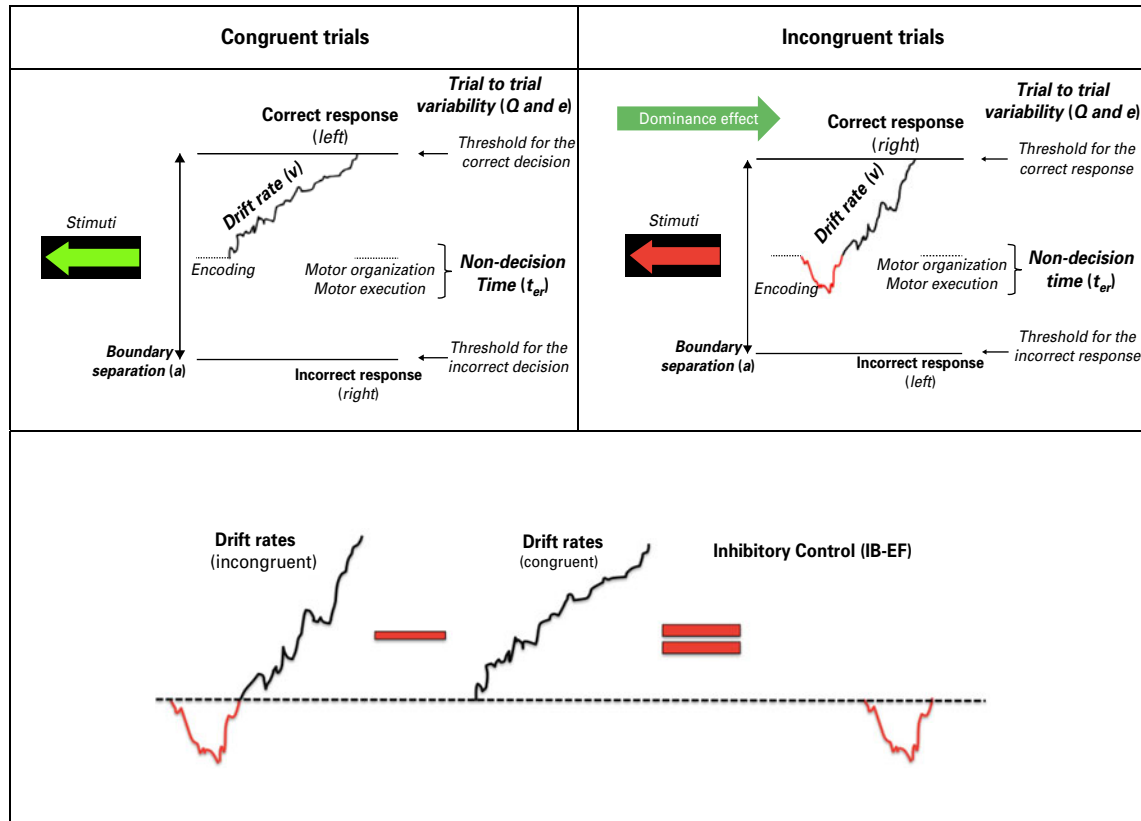 Congruent trials
Incongruent trials
Trial to trial
variability (Q and e)
Correct response
(left)
Threshold for the
correct decision
Drift rate (v)
Stimuti
Encoding
Motor organization
Motor execution
Non-decision
Time (ter)
Boundary
separation (a)
Threshold for the
incorrect decision
Incorrect response
(right)
Dominance effect
Trial to trial
variability (Q and e)
Correct response
(right)
Threshold for the
correct response
Drift rate (v)
Stimuti
Encoding
Motor organization
Motor execution
Non-decision
time (ter)
Boundary
separation (a)
Threshold for the
incorrect response
Incorrect response
(left)
Drift rates
(incongruent)
Drift rates
(congruent)
Inhibitory Control (IB-EF)